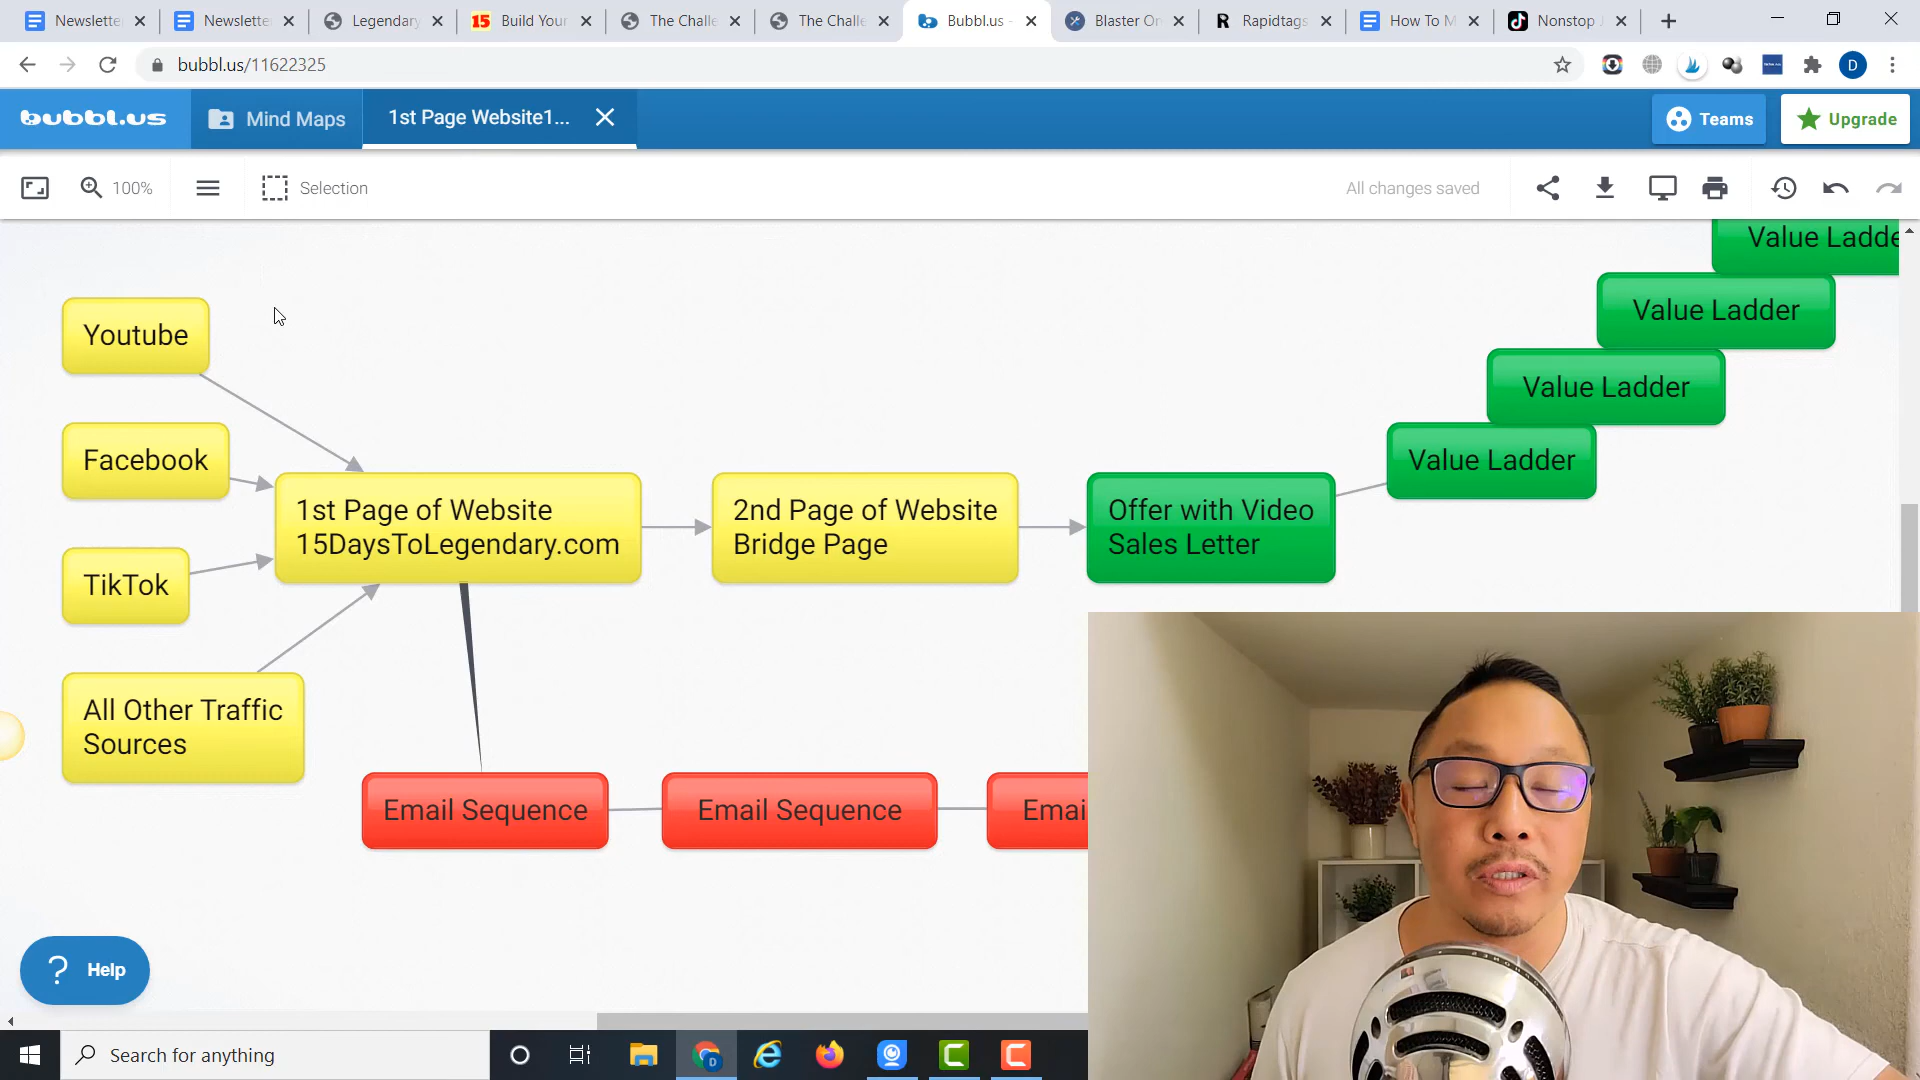 Newslette
Newslette
Legendary
15
Build Your
The Challe
The Challe
Bubbl.us -
Blaster On
R
Rapidtags
How To M
Nonstop
bubbl.us/11622325
D
bubbl.us
Mind Maps
1st Page Website1...
Teams
Upgrade
100%
Selection
All changes saved
Value Ladde
Value Ladder
Value Ladder
Value Ladder
Youtube
Facebook
TikTok
All Other Traffic
Sources
1st Page of Website
15DaysToLegendary.com
2nd Page of Website
Bridge Page
Offer with Video
Sales Letter
Email Sequence
Email Sequence
Emai
? Help
Search for anything